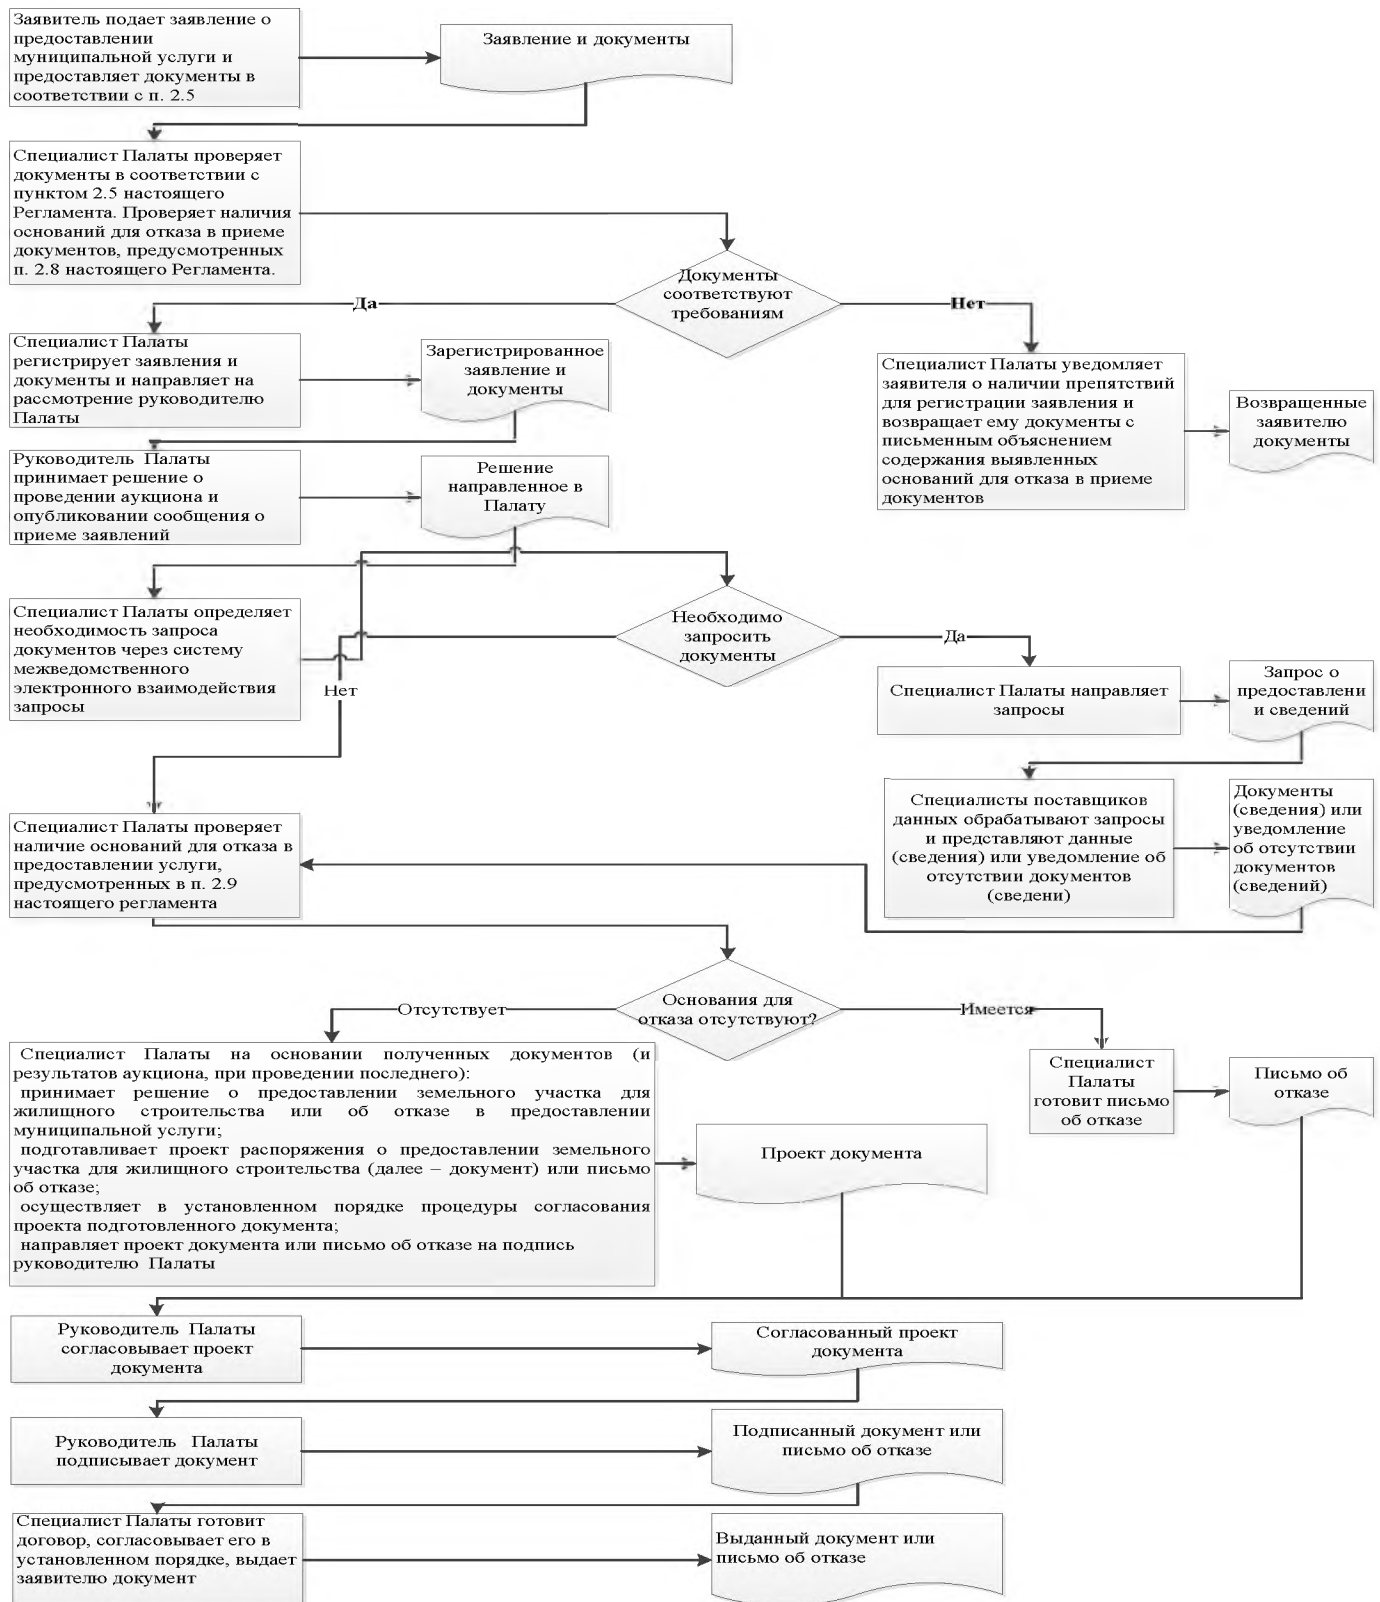 Заявитель подает заявление о
предоставлении
муниципальной услуги и
предоставляет документы в
соответствии с п. 2.5
Заявление и документы
Специалист Палаты проверяет
документы в соответствии с
пунктом 2.5 настоящего
Регламента. Проверяет наличия
оснований для отказа в приеме
документов, предусмотренных
п. 2.8 настоящего Регламента.
Документы
соответствуют
требованиям
Да
Нет
Специалист Палаты
регистрирует заявления и
документы и направляет на
рассмотрение руководителю
Палаты
Зарегистрированное
заявление и
документы
Специалист Палаты уведомляет
заявителя о наличии препятствий
для регистрации заявления и
возвращает ему документы с
письменным объяснением
содержания выявленных
оснований для отказа в приеме
документов
Возвращенные
заявителю
документы
Руководитель Палаты
принимает решение о
проведении аукциона и
опубликовании сообщения о
приеме заявлений
Решение
направленное в
Палату
Специалист Палаты определяет
необходимость запроса
документов через систему
межведомственного
электронного взаимодействия
запросы
Необходимо
запросить
документы
Да
Нет
Специалист Палаты направляет
запросы
Запрос о
предоставлени
и сведений
Специалисты поставщиков
данных обрабатывают запросы
и представляют данные
(сведения) или уведомление об
отсутствии документов
(сведени)
Документы
(сведения) или
уведомление
об отсутствии
документов
(сведений)
Специалист Палаты проверяет
наличие оснований для отказа в
предоставлении услуги,
предусмотренных в п. 2.9
настоящего регламента
Основания для
отказа отсутствуют?
Отсутствует
Имеется
Специалист Палаты на основании полученных документов (и
результатов аукциона, при проведении последнего):
принимает решение о предоставлении земельного участка для
жилищного строительства или об отказе в предоставлении
муниципальной услуги;
подготавливает проект распоряжения о предоставлении земельного
участка для жилищного строительства (далее – документ) или письмо
об отказе;
осуществляет в установленном порядке процедуры согласования
проекта подготовленного документа;
направляет проект документа или письмо об отказе на подпись
руководителю Палаты
Проект документа
Специалист
Палаты
готовит письмо
об отказе
Письмо об
отказе
Руководитель Палаты
согласовывает проект
документа
Согласованный проект
документа
Руководитель Палаты
подписывает документ
Подписанный документ или
письмо об отказе
Специалист Палаты готовит
договор, согласовывает его в
установленном порядке, выдает
заявителю документ
Выданный документ или
письмо об отказе